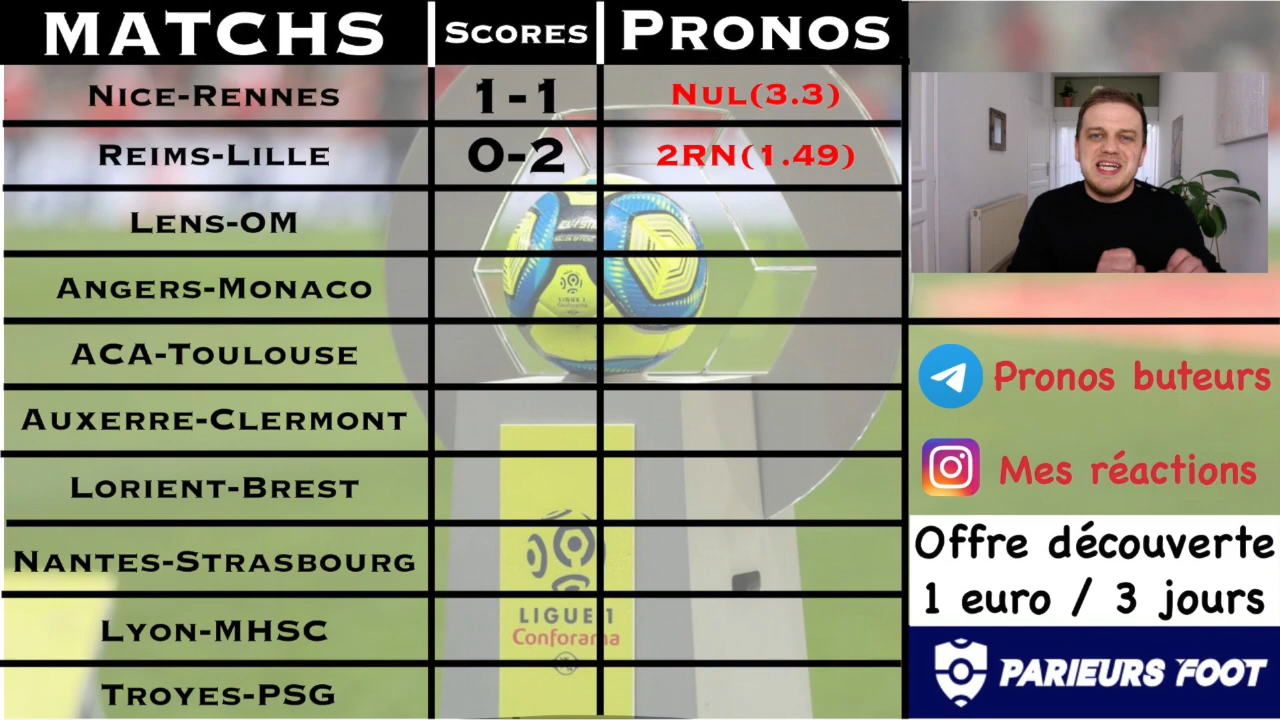 MATCHS SCORES PRONOS
NICE-RENNES 1-1 NUL(3.3)
REIMS-LILLE 0-2 2RN(1.49)
LENS-OM
ANGERS-MONACO
ACA-TOULOUSE
AUXERRE-CLERMONT
LORIENT-BREST
NANTES-STRASBOURG
LYON-MHSC
TROYES-PSG
LIGUE 1
Conforama
Pronos buteurs
Mes réactions
Offre découverte
1 euro / 3 jours
PARIEURS FOOT